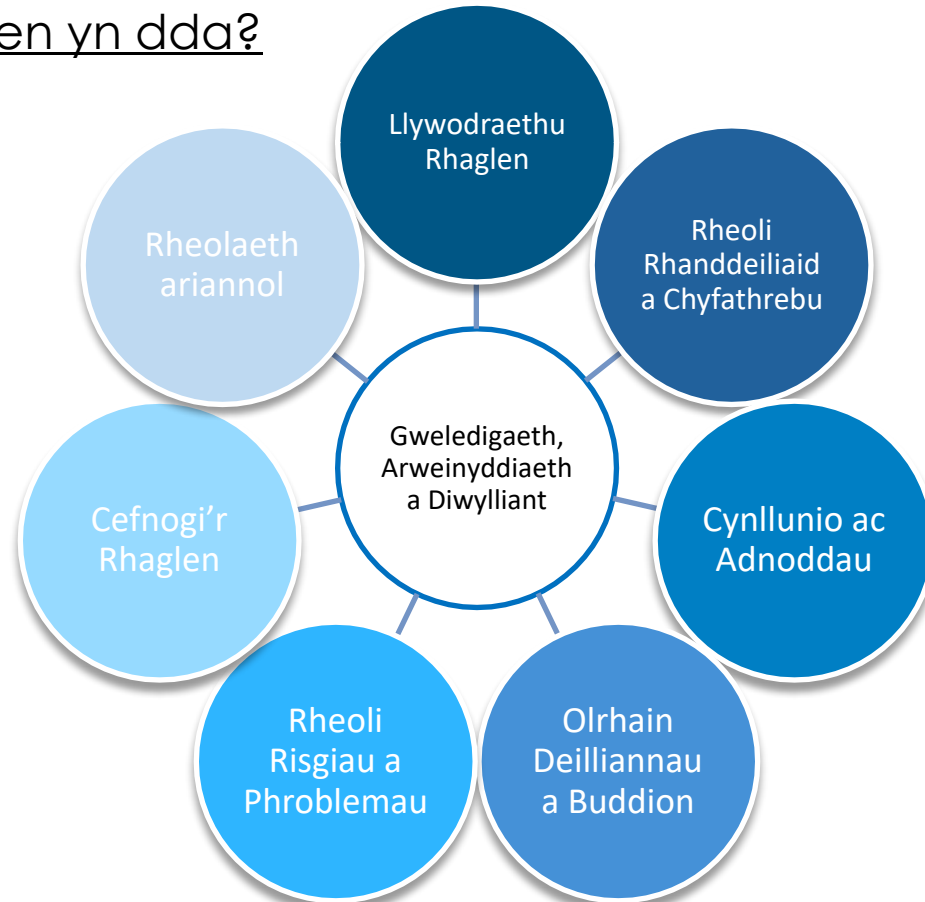 en yn dda?
Llywodraethu
Rhaglen
Rheoli
Rhanddeiliaid
a Chyfathrebu
Cynllunio ac
Adnoddau
Olrhain
Deilliannau
a Buddion
Rheoli
Risgiau a
Phroblemau
Cefnogi’r
Rhaglen
Rheolaeth
ariannol
Gweledigaeth,
Arweinyddiaeth
a Diwylliant